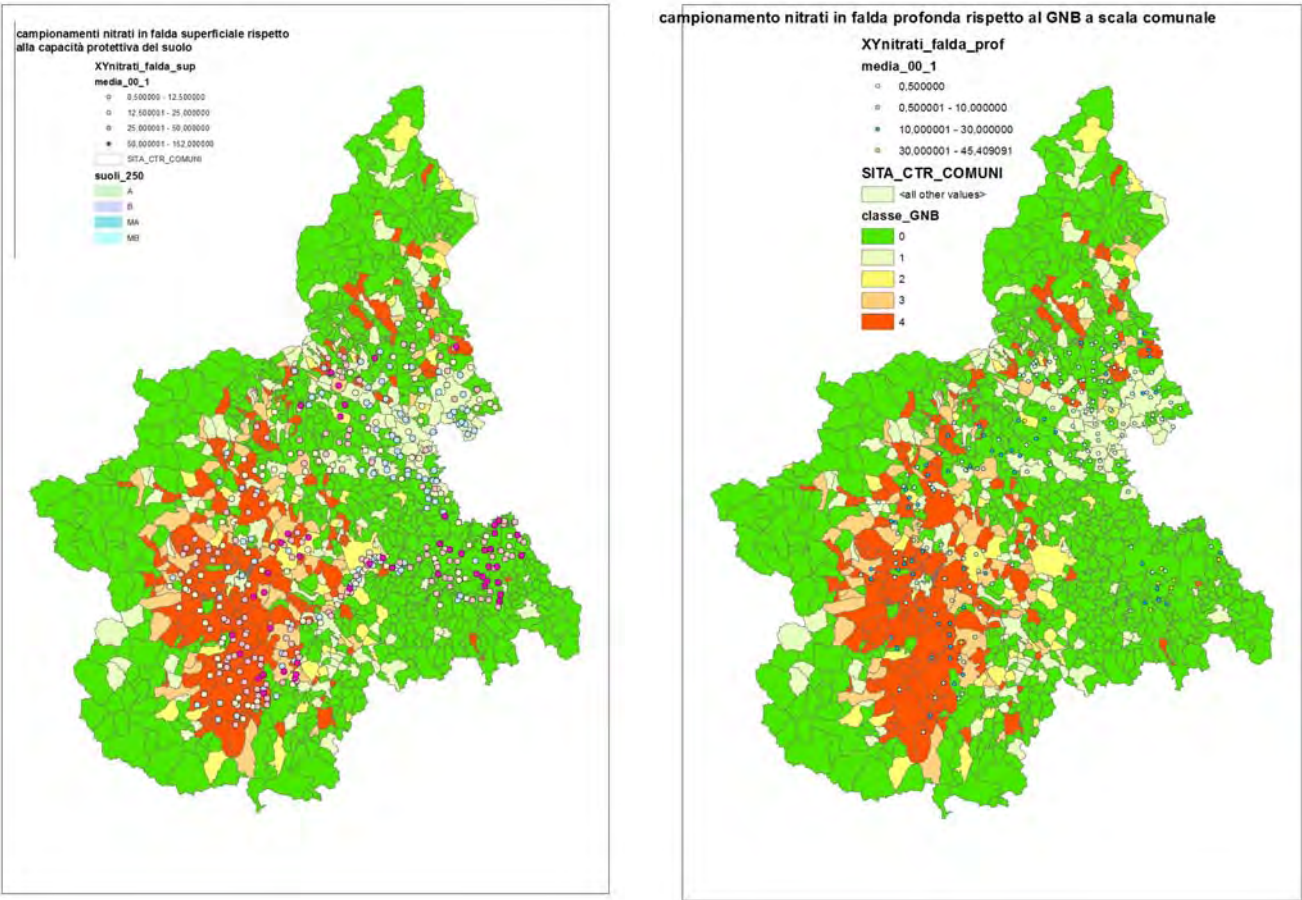 campionamenti nitrati in falda superficiale rispetto
alla capacità protettiva del suolo
XYnitrati_falda_sup
media_00_1
0,500000 - 12,500000
12,500001 - 25,000000
25,000001 - 50,000000
50,000001 - 162,000000
SITA_CTR_COMUNI
suoli_250
A
B
MA
MB
campionamento nitrati in falda profonda rispetto al GNB a scala comunale
XYnitrati_falda_prof
media_00_1
0,500000
0,500001 - 10,000000
10,000001 - 30,000000
30,000001 - 45,409091
SITA_CTR_COMUNI
<all other values>
classe_GNB
0
1
2
3
4